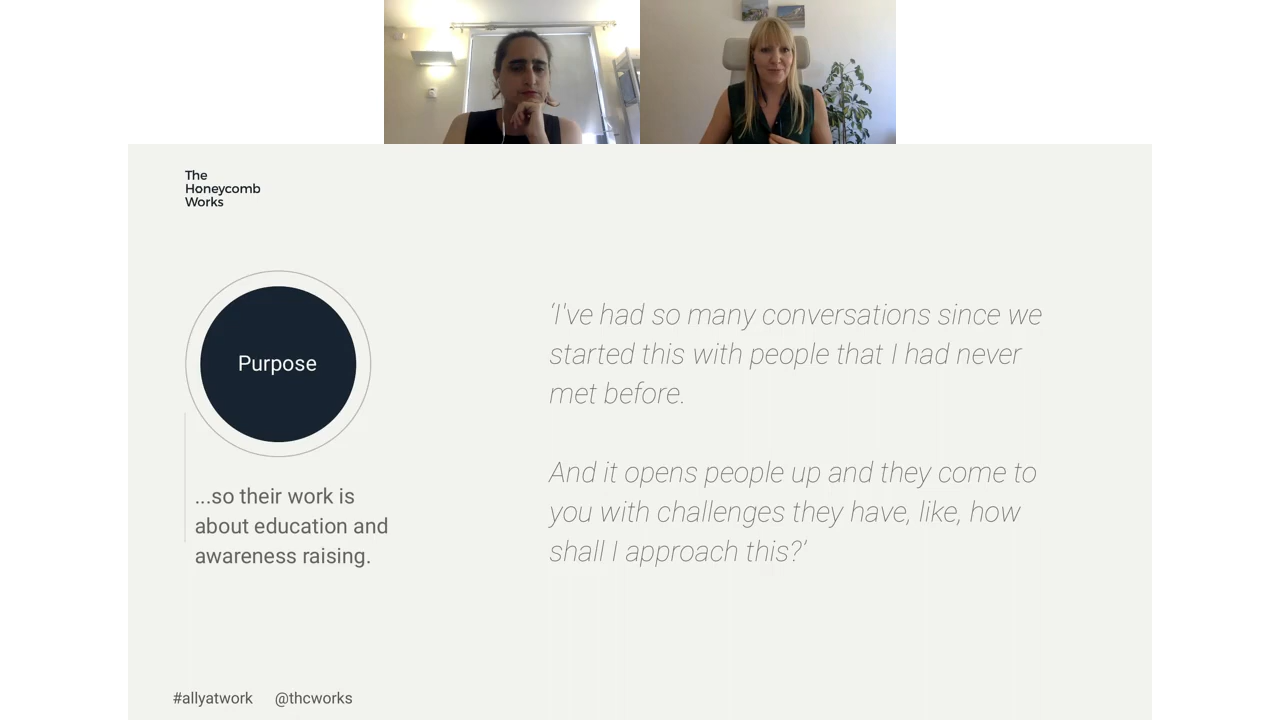 The
Honeycomb
Works
Purpose
...so their work is
about education and
awareness raising.
‘I've had so many conversations since we
started this with people that I had never
met before.
And it opens people up and they come to
you with challenges they have, like, how
shall I approach this?’
#allyatwork @thcworks